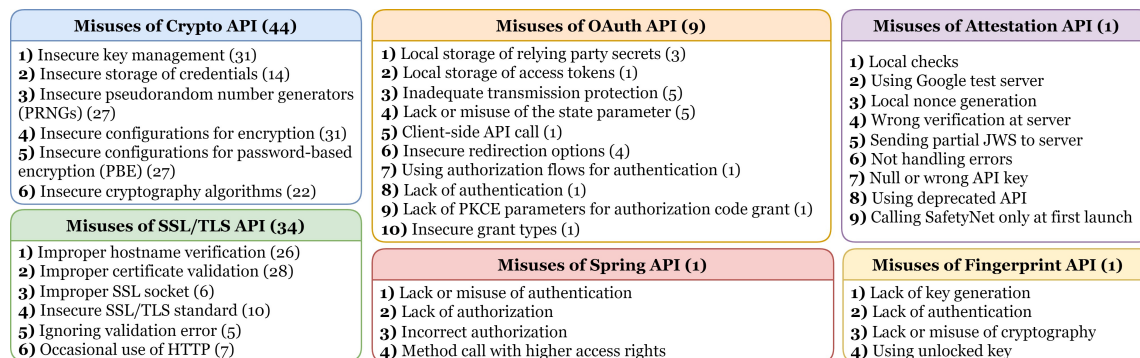 Misuses of Crypto API (44)
1) Insecure key management (31)
2) Insecure storage of credentials (14)
3) Insecure pseudorandom number generators
(PRNGs) (27)
4) Insecure configurations for encryption (31)
5) Insecure configurations for password-based
encryption (PBE) (27)
6) Insecure cryptography algorithms (22)
Misuses of SSL/TLS API (34)
1) Improper hostname verification (26)
2) Improper certificate validation (28)
3) Improper SSL socket (6)
4) Insecure SSL/TLS standard (10)
5) Ignoring validation error (5)
6) Occasional use of HTTP (7)
Misuses of OAuth API (9)
1) Local storage of relying party secrets (3)
2) Local storage of access tokens (1)
3) Inadequate transmission protection (5)
4) Lack or misuse of the state parameter (5)
5) Client-side API call (1)
6) Insecure redirection options (4)
7) Using authorization flows for authentication (1)
8) Lack of authentication (1)
9) Lack of PKCE parameters for authorization code grant (1)
10) Insecure grant types (1)
Misuses of Spring API (1)
1) Lack or misuse of authentication
2) Lack of authorization
3) Incorrect authorization
4) Method call with higher access rights
Misuses of Attestation API (1)
1) Local checks
2) Using Google test server
3) Local nonce generation
4) Wrong verification at server
5) Sending partial JWS to server
6) Not handling errors
7) Null or wrong API key
8) Using deprecated API
9) Calling SafetyNet only at first launch
Misuses of Fingerprint API (1)
1) Lack of key generation
2) Lack of authentication
3) Lack or misuse of cryptography
4) Using unlocked key